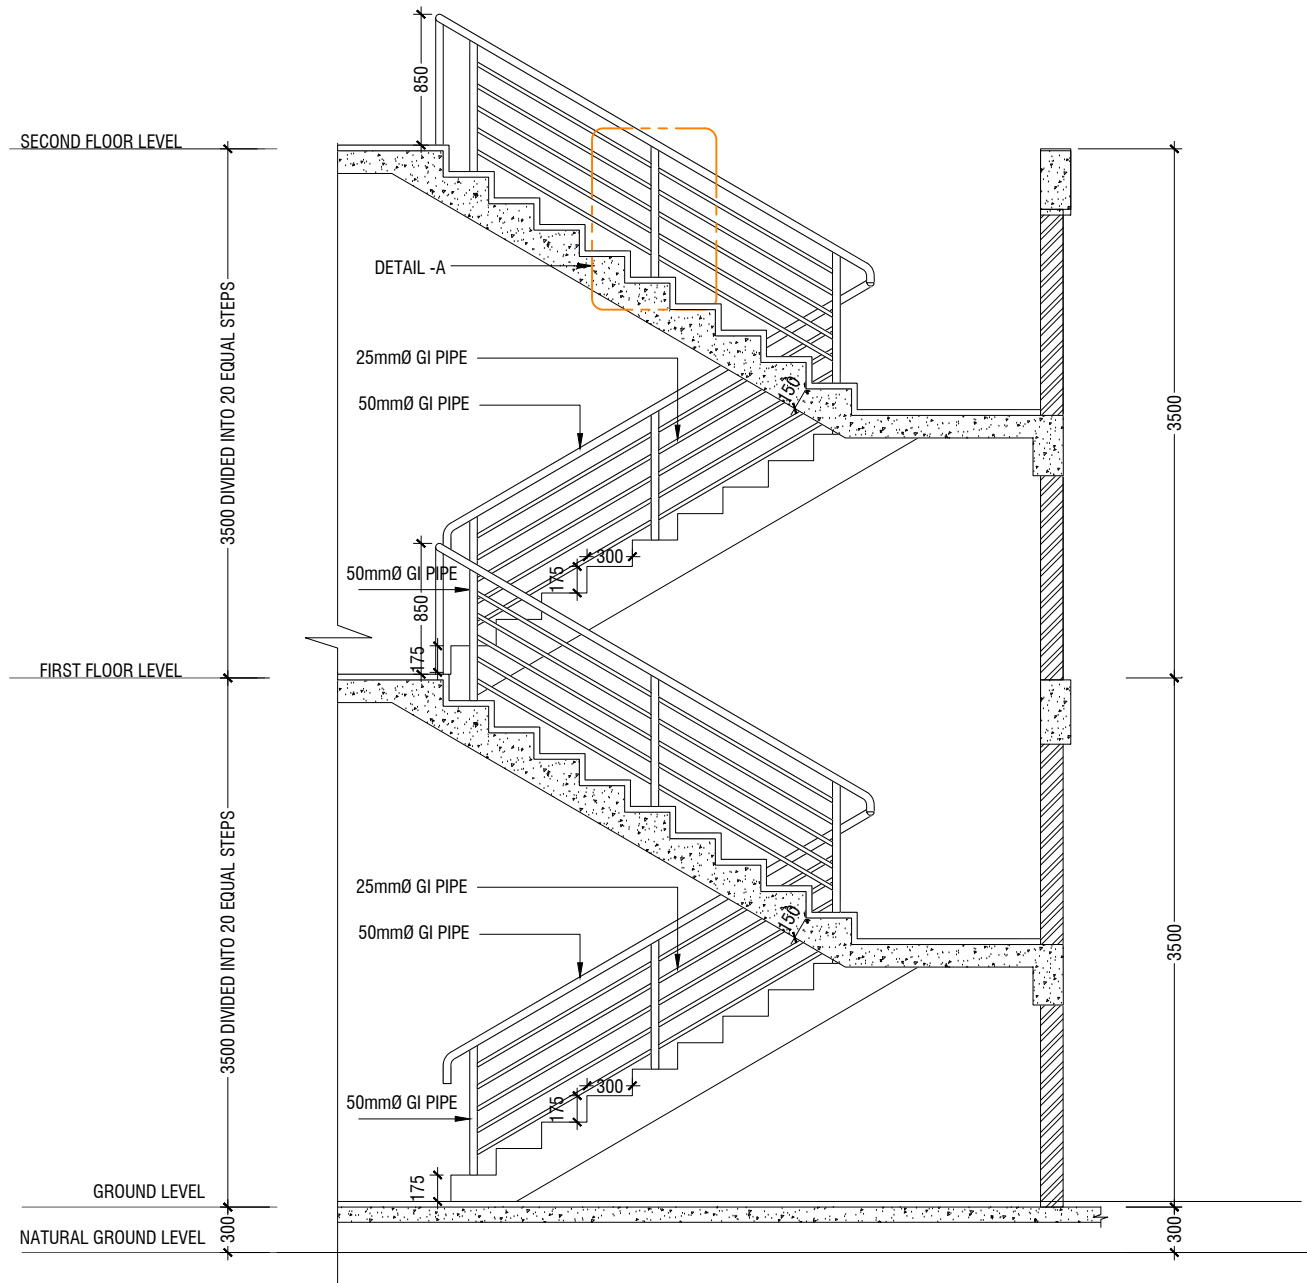 850
SECOND FLOOR LEVEL
DETAIL -A
3500 DIVIDED INTO 20 EQUAL STEPS
25mmØ GI PIPE
50mmØ GI PIPE
150
3500
300
175
50mmØ GI PIPE
850
175
FIRST FLOOR LEVEL
3500 DIVIDED INTO 20 EQUAL STEPS
25mmØ GI PIPE
50mmØ GI PIPE
150
3500
300
175
50mmØ GI PIPE
175
GROUND LEVEL
300
300
NATURAL GROUND LEVEL